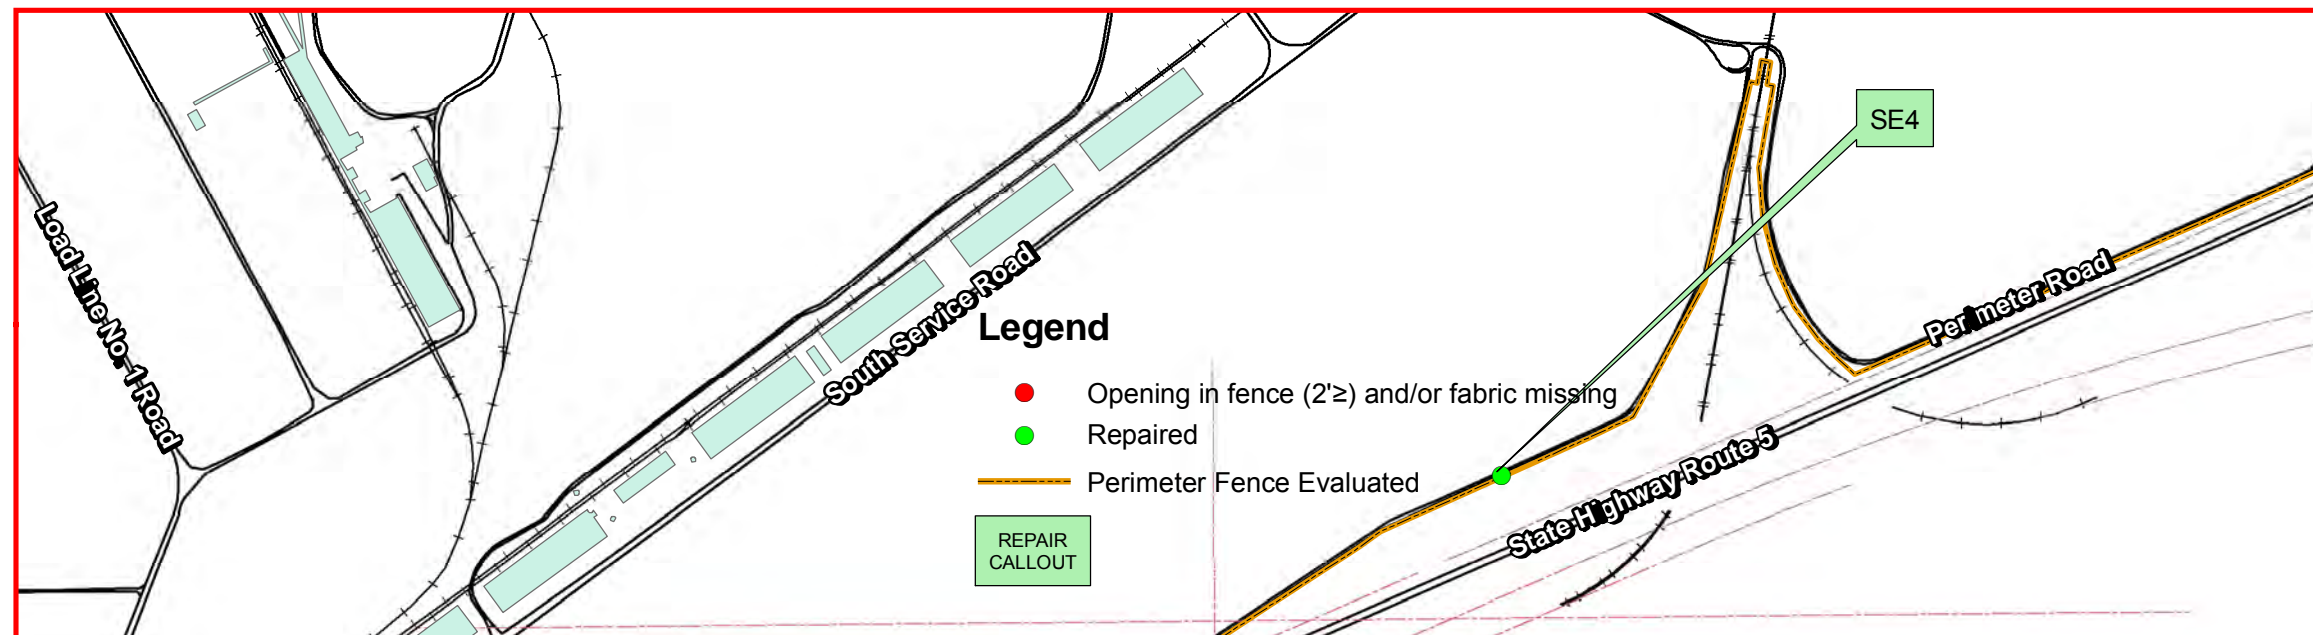 SE4
Load Line No. 1 Road
South Service Road
Perimeter Road
State Highway Route 5
Legend
Opening in fence (2'≥) and/or fabric missing
Repaired
Perimeter Fence Evaluated
REPAIR
CALLOUT